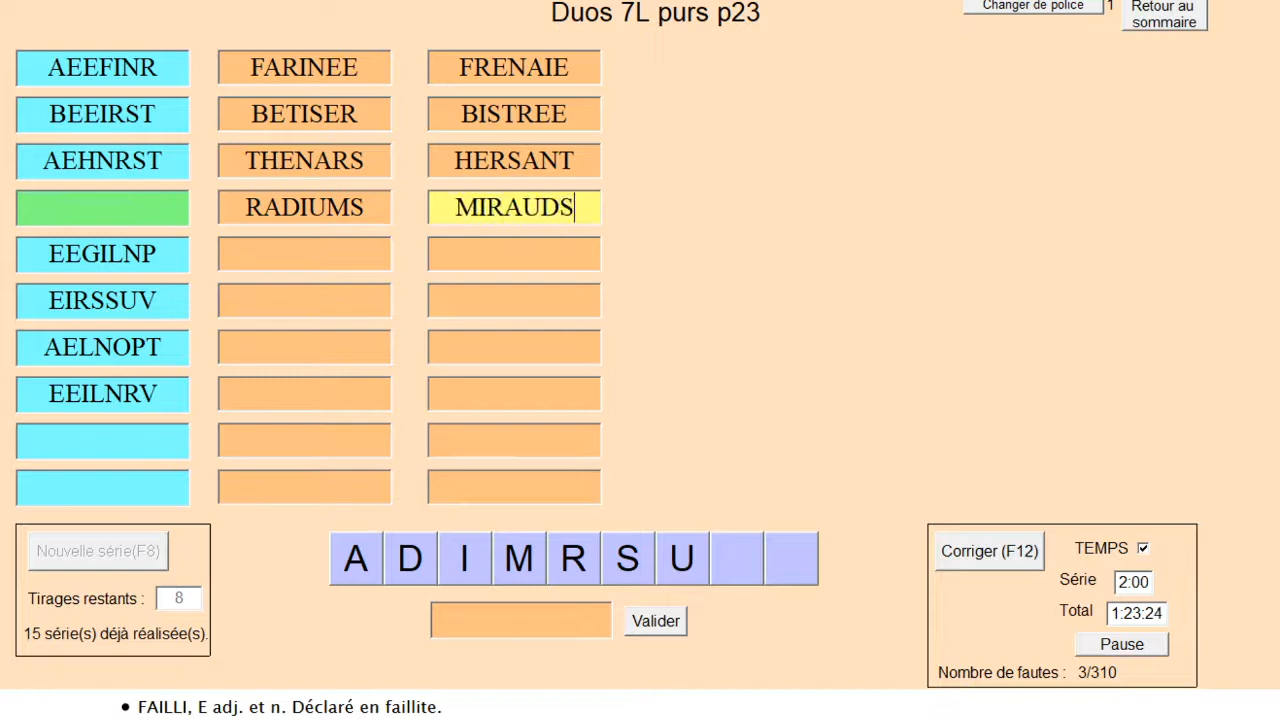 Duos 7L purs p23
Changer de police 1 Retour au sommaire
AEEFINR FARINEE FRENAIE
BEEIRST BETISER BISTREE
AEHNRST THENARS HERSANT
RADIUMS MIRAUDS
EEGILNP
EIRSSUV
AELNOPT
EEILNRV
Nouvelle série(F8)
Tirages restants : 8
15 série(s) déjà réalisée(s).
A D I M R S U
Valider
Corriger (F12) TEMPS
Série 2:00
Total 1:23:24
Pause
Nombre de fautes : 3/310
• FAILLI, E adj. et n. Déclaré en faillite.